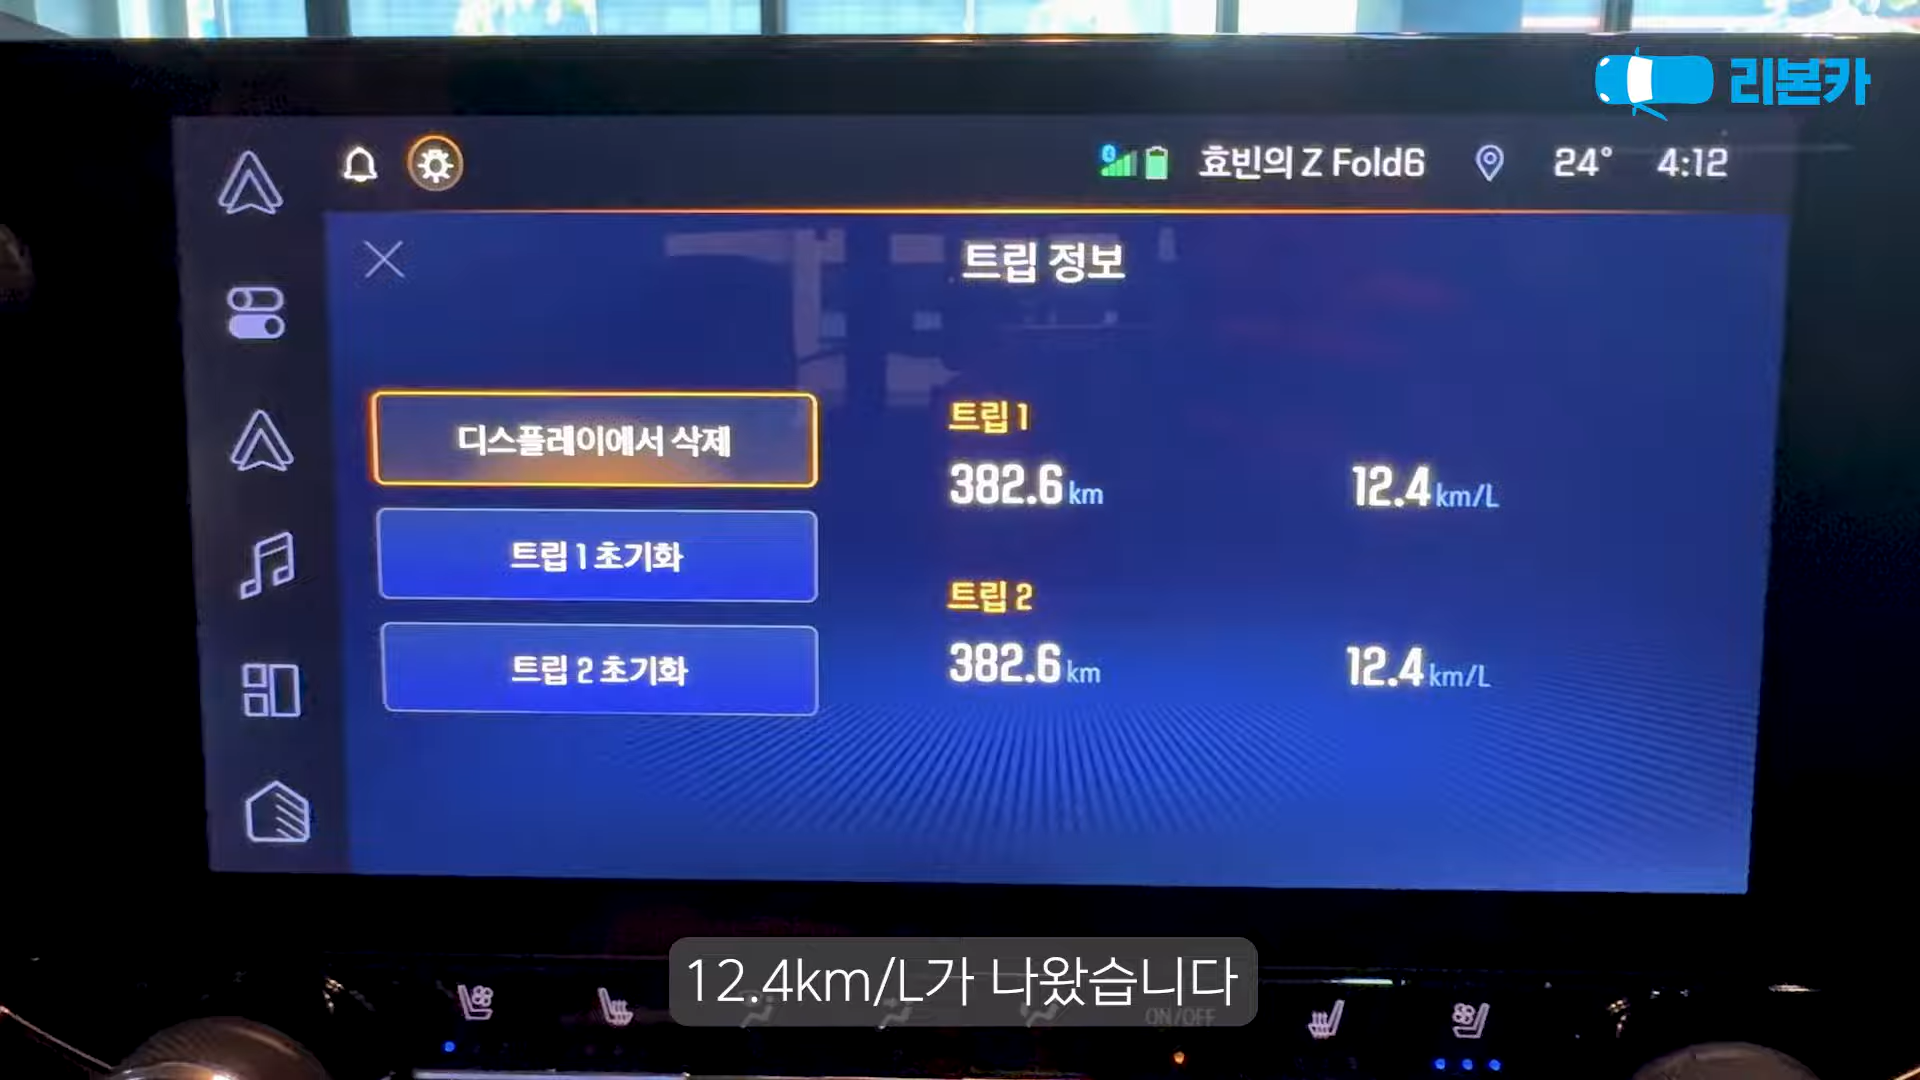 리본카
효빈의 Z Fold6 24° 4:12
트립 정보
디스플레이에서 삭제
트립 1 초기화
트립 2 초기화
트립 1
382.6 km 12.4 km/L
트립 2
382.6 km 12.4 km/L
12.4km/L가 나왔습니다
ON/OFF